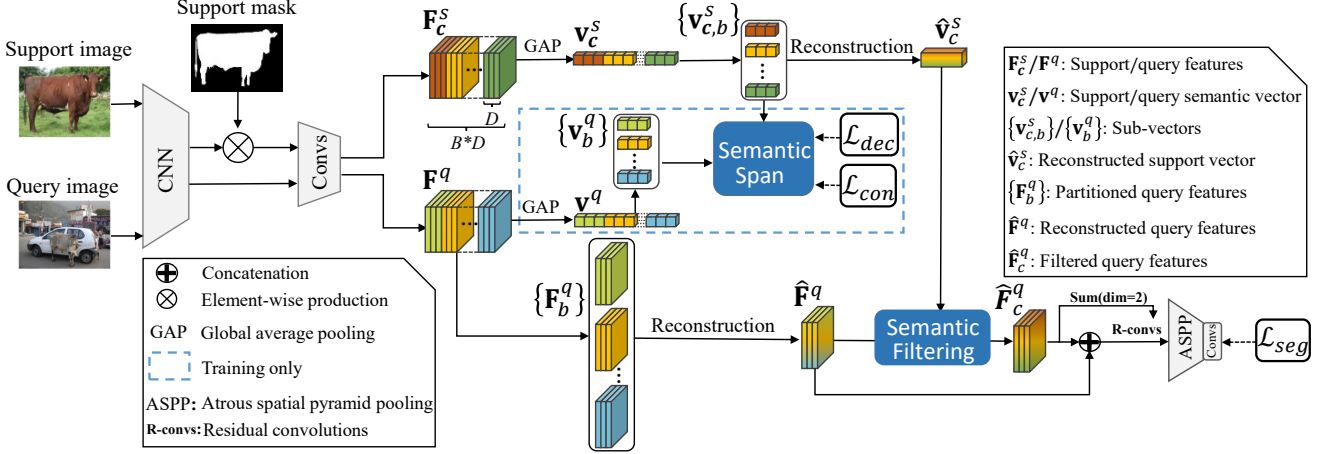 Support mask
Support image
Query image
CNN
Convs
F_c^s
GAP
v_c^s
{v_{c,b}^s}
Reconstruction
v̂_c^s
D
B*D
{v_b^q}
Semantic
Span
ℒ_dec
ℒ_con
F^q
GAP
v^q
F_c^s/F^q: Support/query features
v_c^s/v^q: Support/query semantic vector
{v_{c,b}^s}/{v_b^q}: Sub-vectors
v̂_c^s: Reconstructed support vector
{F_b^q}: Partitioned query features
F̂^q: Reconstructed query features
F̂_c^q: Filtered query features
Concatenation
Element-wise production
GAP Global average pooling
Training only
ASPP: Atrous spatial pyramid pooling
R-convs: Residual convolutions
{F_b^q}
Reconstruction
F̂^q
Semantic
Filtering
F̂_c^q
Sum(dim=2)
R-convs
ASPP
Convs
ℒ_seg